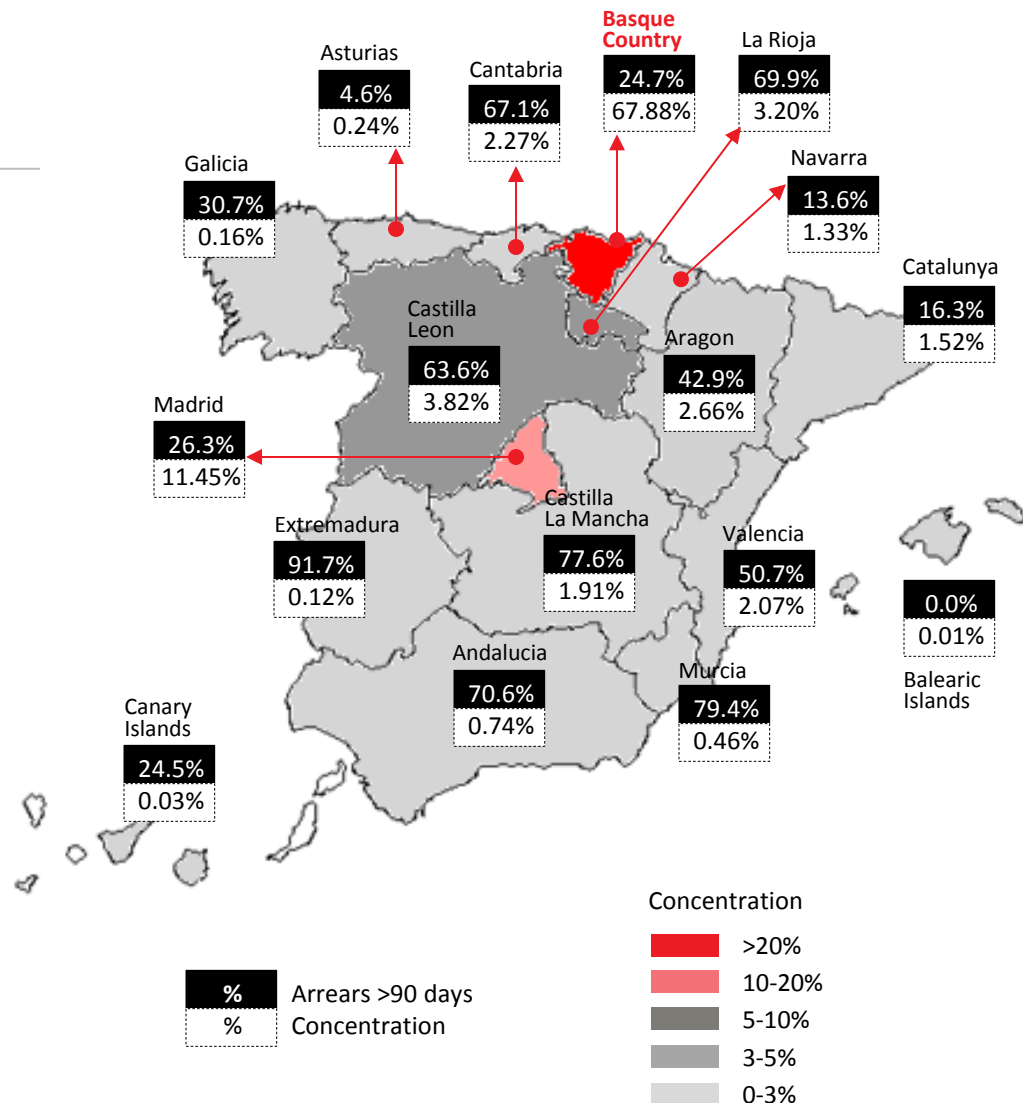 Basque
Country
24.7%
67.88%
La Rioja
69.9%
3.20%
Asturias
4.6%
0.24%
Cantabria
67.1%
2.27%
Navarra
13.6%
1.33%
Galicia
30.7%
0.16%
Catalunya
16.3%
1.52%
Castilla
Leon
63.6%
3.82%
Aragon
42.9%
2.66%
Madrid
26.3%
11.45%
Castilla
La Mancha
77.6%
1.91%
Extremadura
91.7%
0.12%
Valencia
50.7%
2.07%
0.0%
0.01%
Balearic
Islands
Andalucia
70.6%
0.74%
Murcia
79.4%
0.46%
Canary
Islands
24.5%
0.03%
Concentration
>20%
10-20%
5-10%
3-5%
0-3%
% Arrears >90 days
% Concentration